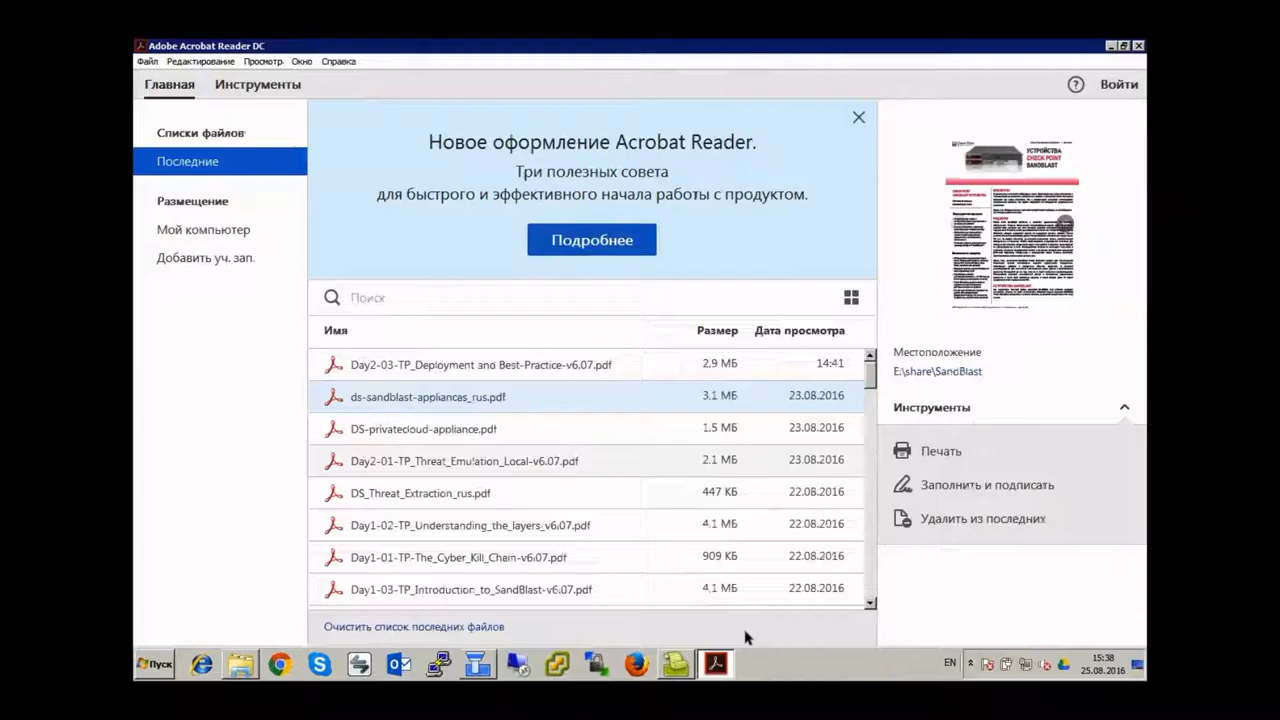 Adobe Acrobat Reader DC
Файл Редактирование Просмотр Окно Справка
Главная Инструменты
Войти
Списки файлов
Последние
Размещение
Мой компьютер
Добавить уч. зап.
Новое оформление Acrobat Reader.
Три полезных совета
для быстрого и эффективного начала работы с продуктом.
Подробнее
Поиск
Имя Размер Дата просмотра
Day2-03-TP_Deployment and Best-Practice-v6.07.pdf 2,9 МБ 14:41
ds-sandblast-appliances_rus.pdf 3,1 МБ 23.08.2016
DS-privatecloud-appliance.pdf 1,5 МБ 23.08.2016
Day2-01-TP_Threat_Emulation_Local-v6.07.pdf 2,1 МБ 23.08.2016
DS_Threat_Extraction_rus.pdf 447 КБ 22.08.2016
Day1-02-TP_Understanding_the_layers_v6.07.pdf 4,1 МБ 22.08.2016
Day1-01-TP-The_Cyber_Kill_Chain-v6.07.pdf 909 КБ 22.08.2016
Day1-03-TP_Introduction_to_SandBlast-v6.07.pdf 4,1 МБ 22.08.2016
Очистить список последних файлов
УСТРОЙСТВА
CHECK POINT
SANDBLAST
Местоположение
E:\share\SandBlast
Инструменты
Печать
Заполнить и подписать
Удалить из последних
Пуск
EN
15:38
25.08.2016